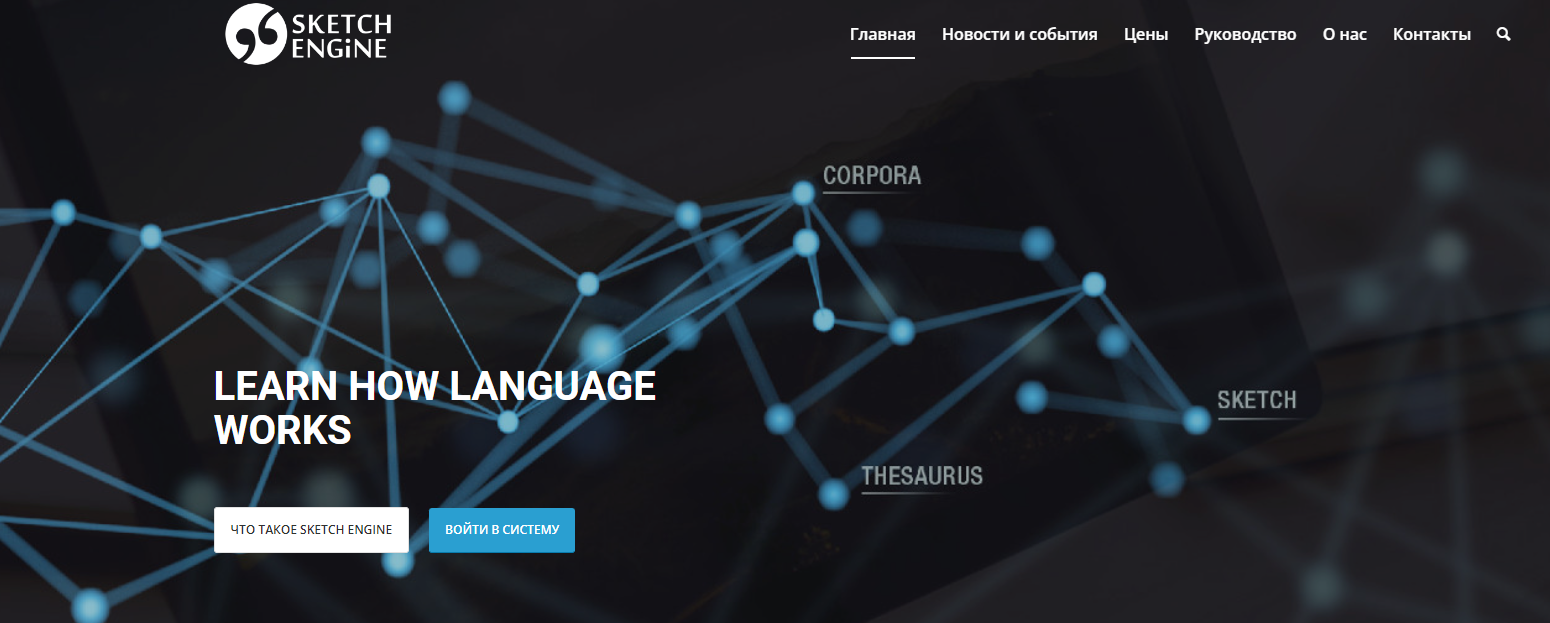 SKETCH
ENGINE
Главная Новости и события Цены Руководство О нас Контакты
CORPORA
LEARN HOW LANGUAGE
WORKS
SKETCH
THESAURUS
ЧТО ТАКОЕ SKETCH ENGINE ВОЙТИ В СИСТЕМУ